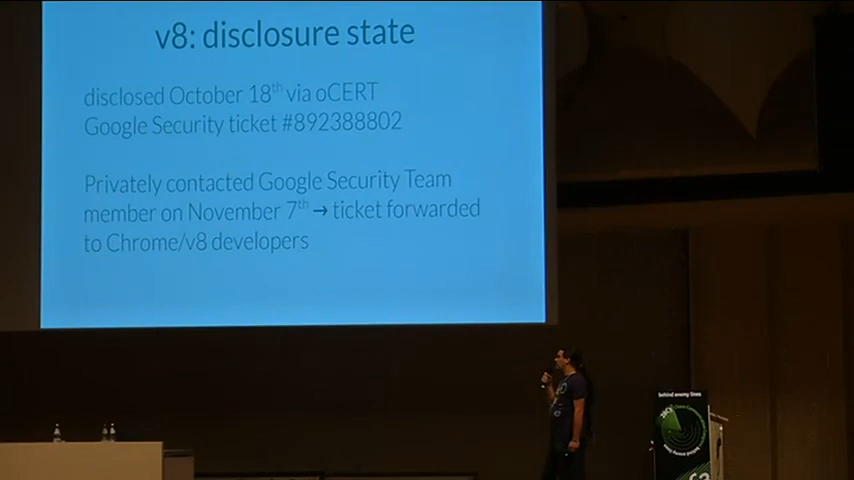 v8: disclosure state
disclosed October 18th via oCERT
Google Security ticket #892388802
Privately contacted Google Security Team
member on November 7th → ticket forwarded
to Chrome/v8 developers
behind enemy lines